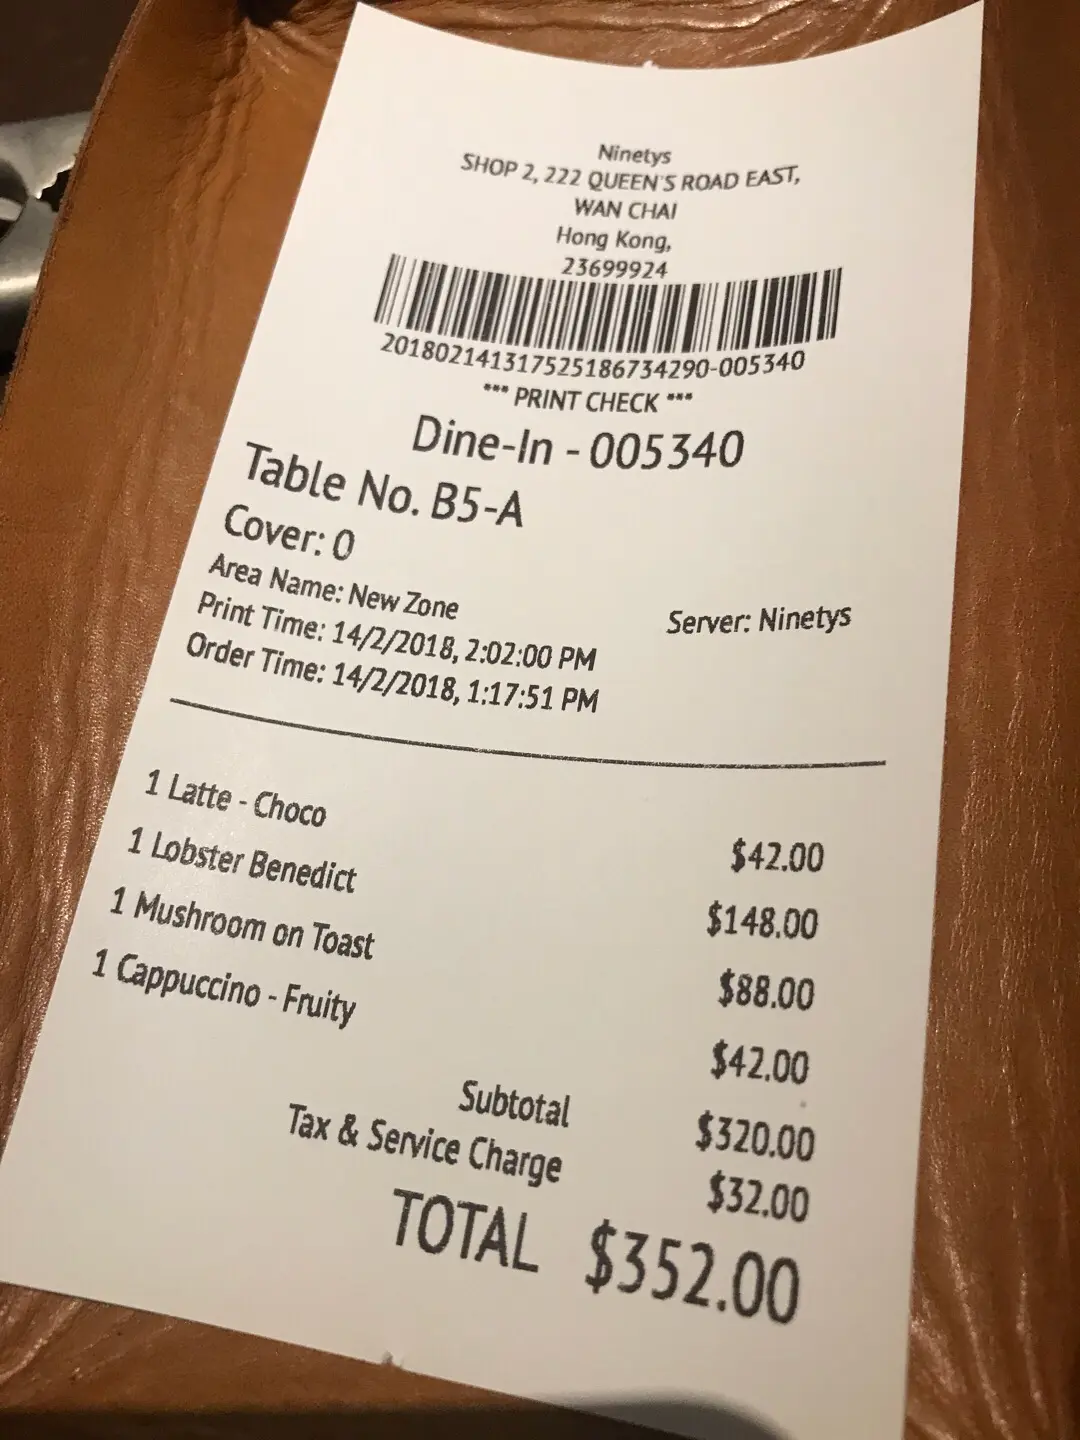 Ninetys
SHOP 2, 222 QUEEN'S ROAD EAST,
WAN CHAI
Hong Kong,
23699924
20180214131752518673​4290-005340
*** PRINT CHECK ***
Dine-In - 005340
Table No. B5-A
Cover: 0
Area Name: New Zone
Server: Ninetys
Print Time: 14/2/2018, 2:02:00 PM
Order Time: 14/2/2018, 1:17:51 PM
1 Latte - Choco $42.00
1 Lobster Benedict $148.00
1 Mushroom on Toast $88.00
1 Cappuccino - Fruity $42.00
Subtotal $320.00
Tax & Service Charge $32.00
TOTAL $352.00